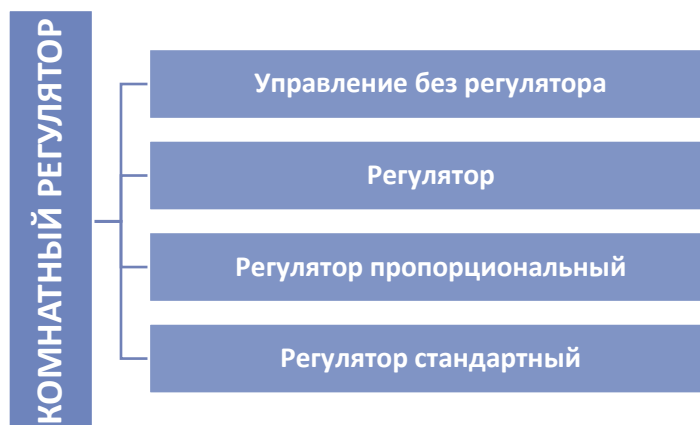 КОМНАТНЫЙ РЕГУЛЯТОР
Управление без регулятора
Регулятор
Регулятор пропорциональный
Регулятор стандартный